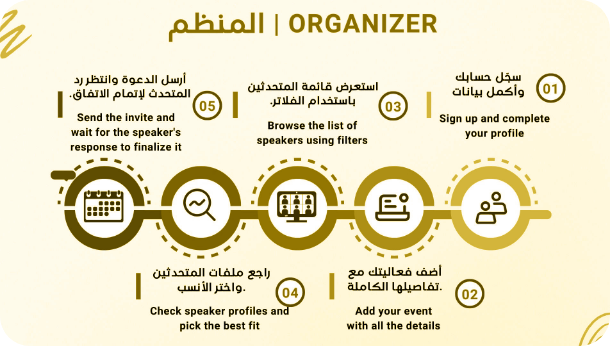 المنظم | ORGANIZER
01
سجّل حسابك
وأكمل بيانات
Sign up and complete
your profile
02
أضف فعاليتك مع
تفاصيلها الكاملة.
Add your event
with all the details
03
استعرض قائمة المتحدثين
باستخدام الفلاتر.
Browse the list of
speakers using filters
04
راجع ملفات المتحدثين
واختر الأنسب.
Check speaker profiles and
pick the best fit
05
أرسل الدعوة وانتظر رد
المتحدث لإتمام الاتفاق.
Send the invite and
wait for the speaker's
response to finalize it